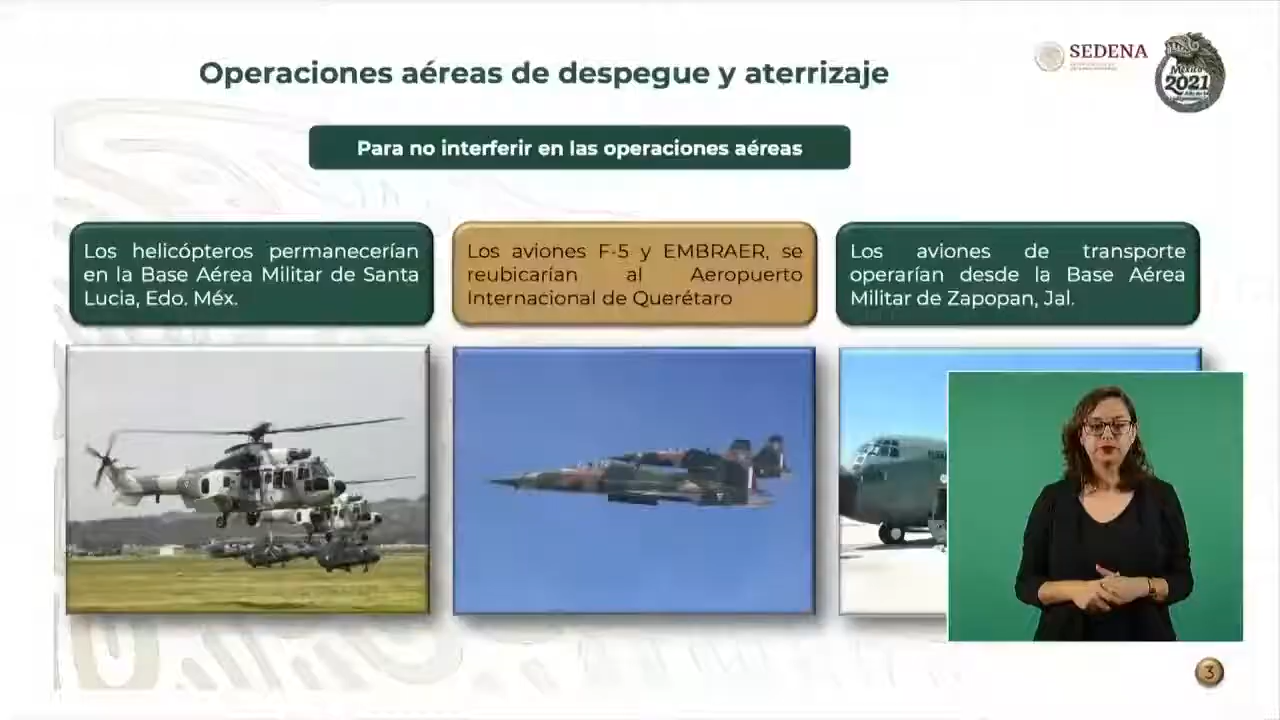 Operaciones aéreas de despegue y aterrizaje
SEDENA
México
2021
Para no interferir en las operaciones aéreas
Los helicópteros permanecerían
en la Base Aérea Militar de Santa
Lucia, Edo. Méx.
Los aviones F-5 y EMBRAER, se
reubicarían al Aeropuerto
Internacional de Querétaro
Los aviones de transporte
operarían desde la Base Aérea
Militar de Zapopan, Jal.
3